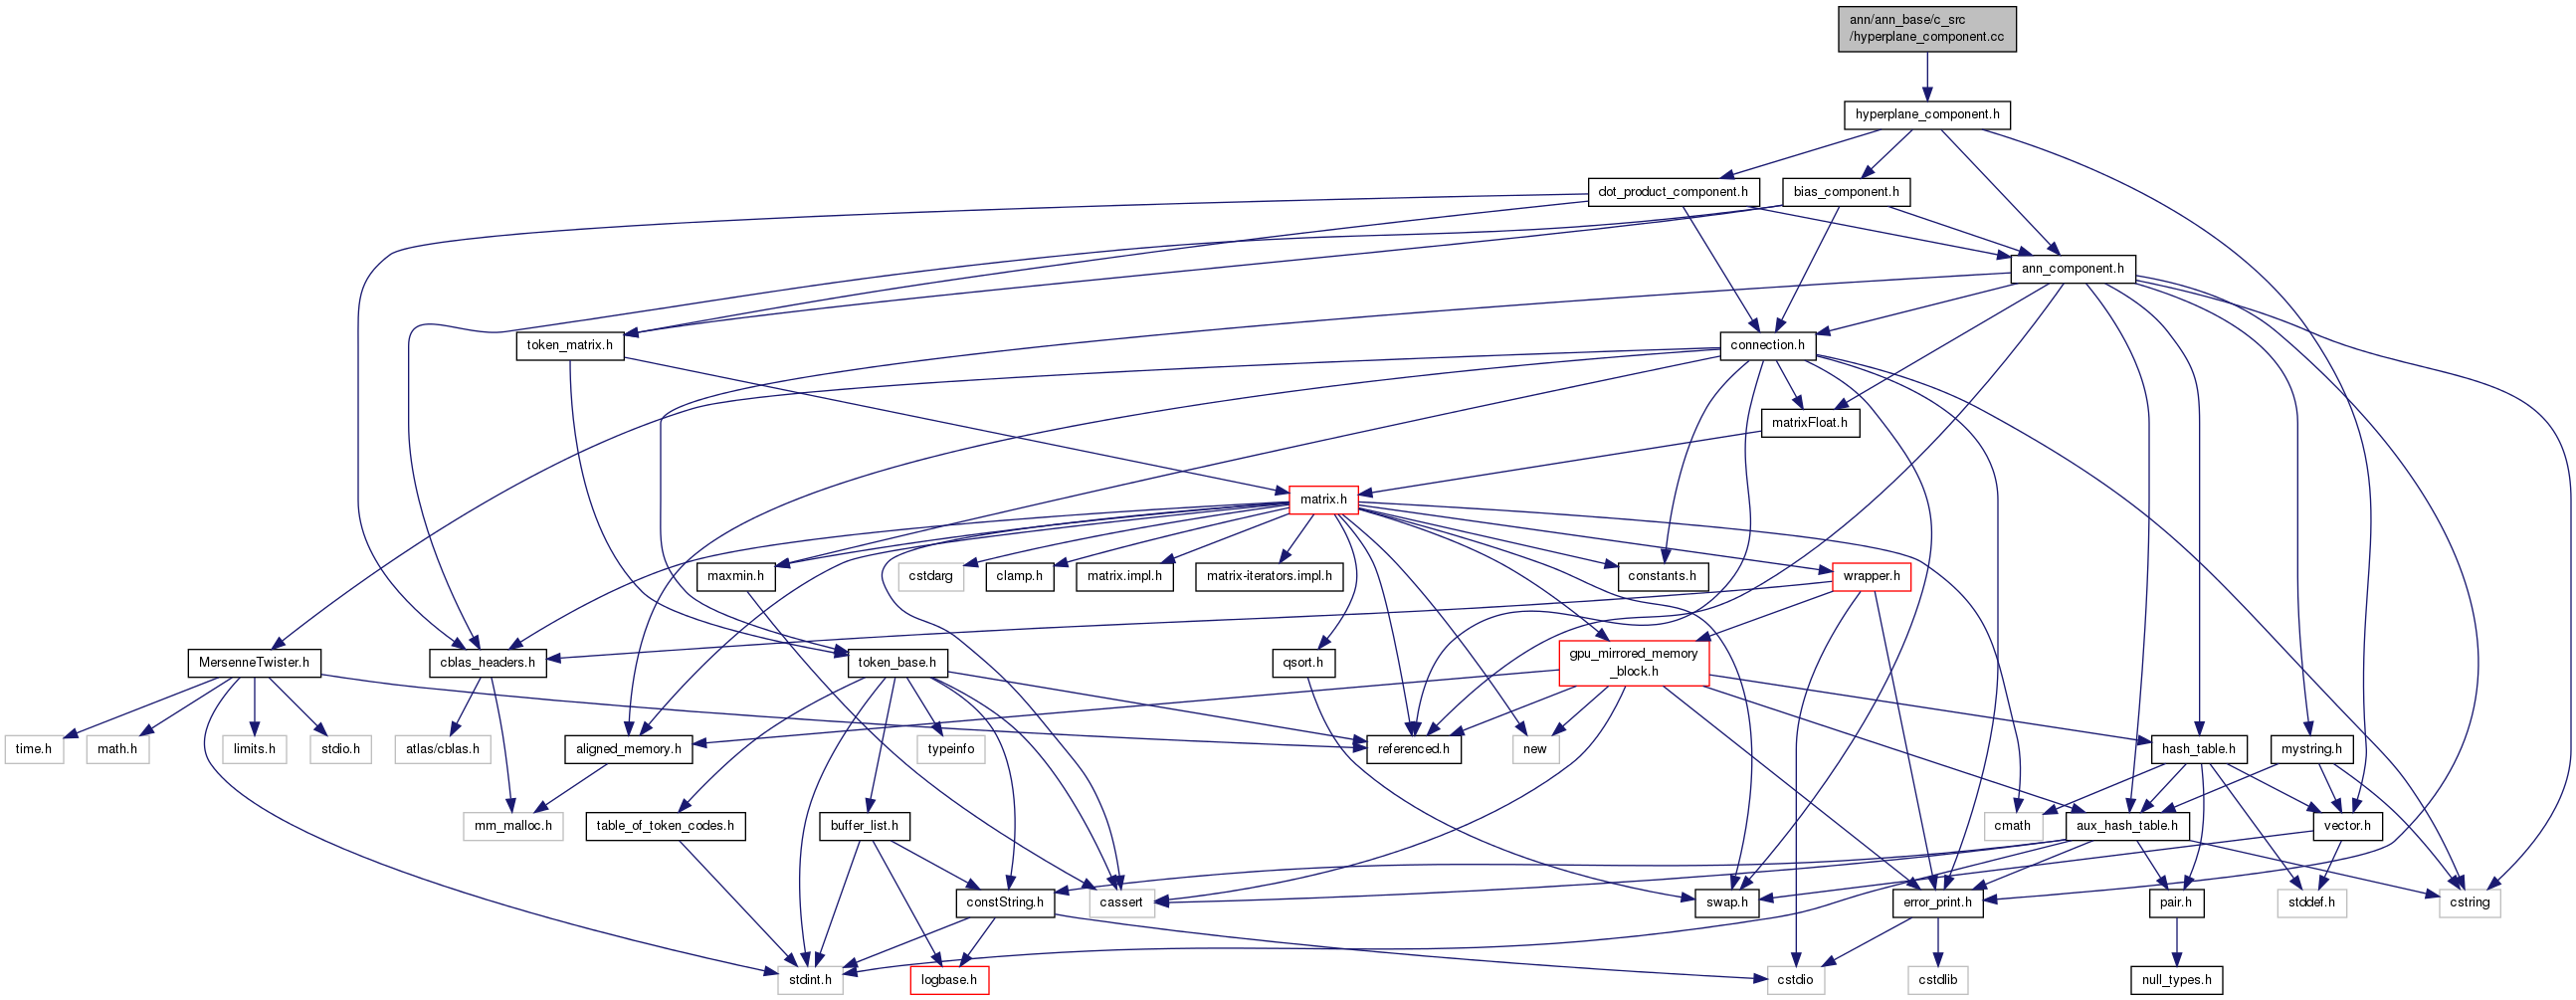 ann/ann_base/c_src
/hyperplane_component.cc
hyperplane_component.h
dot_product_component.h
bias_component.h
ann_component.h
token_matrix.h
connection.h
matrixFloat.h
matrix.h
maxmin.h
cstdarg
clamp.h
matrix.impl.h
matrix-iterators.impl.h
constants.h
wrapper.h
MersenneTwister.h
cblas_headers.h
token_base.h
qsort.h
gpu_mirrored_memory
_block.h
time.h
math.h
limits.h
stdio.h
atlas/cblas.h
aligned_memory.h
typeinfo
referenced.h
new
hash_table.h
mystring.h
mm_malloc.h
table_of_token_codes.h
buffer_list.h
cmath
aux_hash_table.h
vector.h
constString.h
cassert
swap.h
error_print.h
pair.h
stddef.h
cstring
stdint.h
logbase.h
cstdio
cstdlib
null_types.h